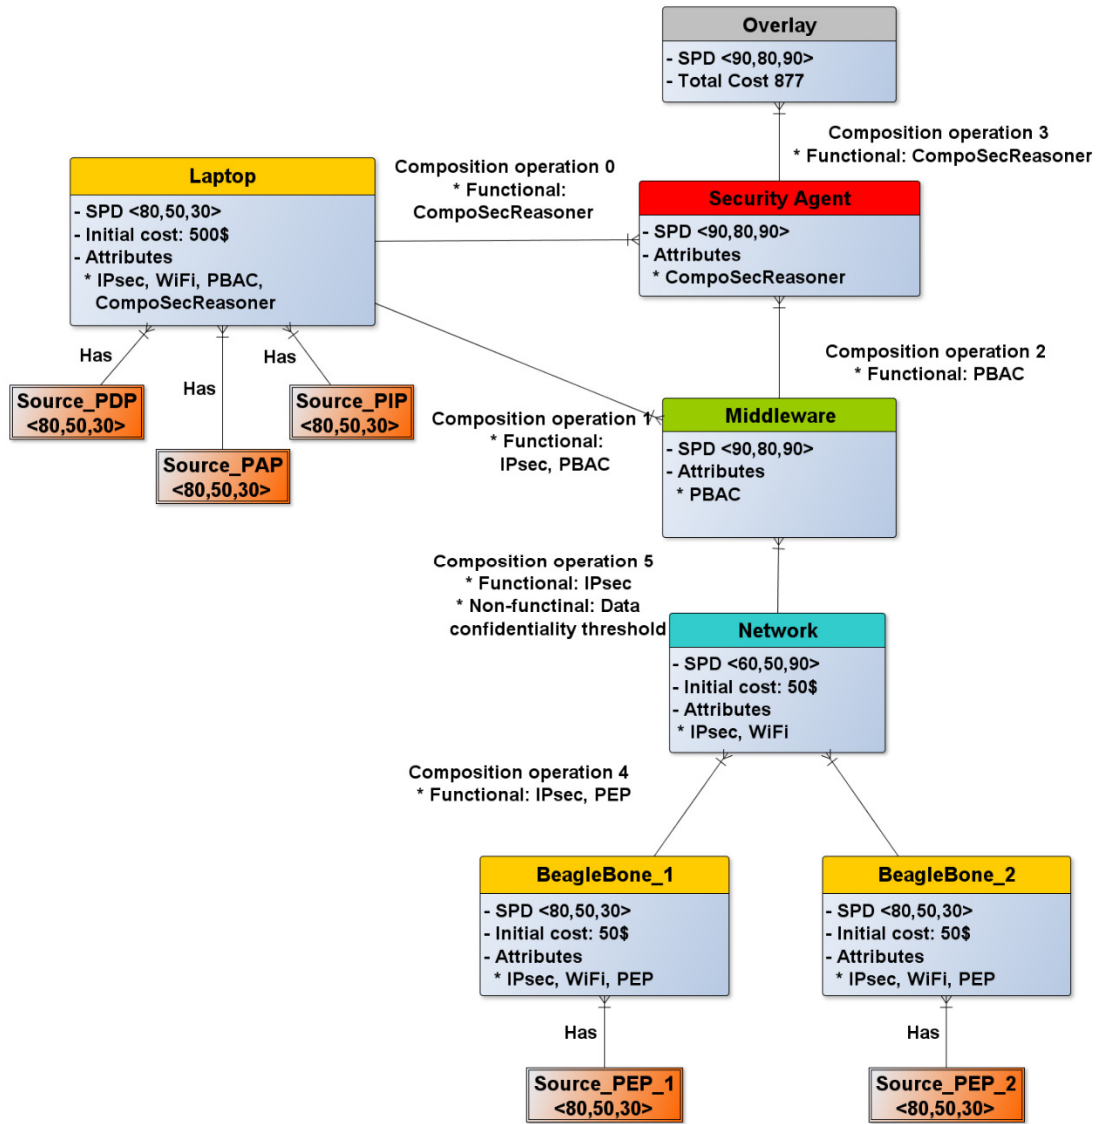 Overlay
- SPD <90,80,90>
- Total Cost 877
Composition operation 3
* Functional: CompoSecReasoner
Composition operation 0
* Functional:
CompoSecReasoner
Laptop
- SPD <80,50,30>
- Initial cost: 500$
- Attributes
* IPsec, WiFi, PBAC,
CompoSecReasoner
Security Agent
- SPD <90,80,90>
- Attributes
* CompoSecReasoner
Has
Has
Has
Source_PDP
<80,50,30>
Source_PAP
<80,50,30>
Source_PIP
<80,50,30>
Composition operation 2
* Functional: PBAC
Composition operation 1
* Functional:
IPsec, PBAC
Middleware
- SPD <90,80,90>
- Attributes
* PBAC
Composition operation 5
* Functional: IPsec
* Non-functinal: Data
confidentiality threshold
Network
- SPD <60,50,90>
- Initial cost: 50$
- Attributes
* IPsec, WiFi
Composition operation 4
* Functional: IPsec, PEP
BeagleBone_1
- SPD <80,50,30>
- Initial cost: 50$
- Attributes
* IPsec, WiFi, PEP
BeagleBone_2
- SPD <80,50,30>
- Initial cost: 50$
- Attributes
* IPsec, WiFi, PEP
Has
Has
Source_PEP_1
<80,50,30>
Source_PEP_2
<80,50,30>